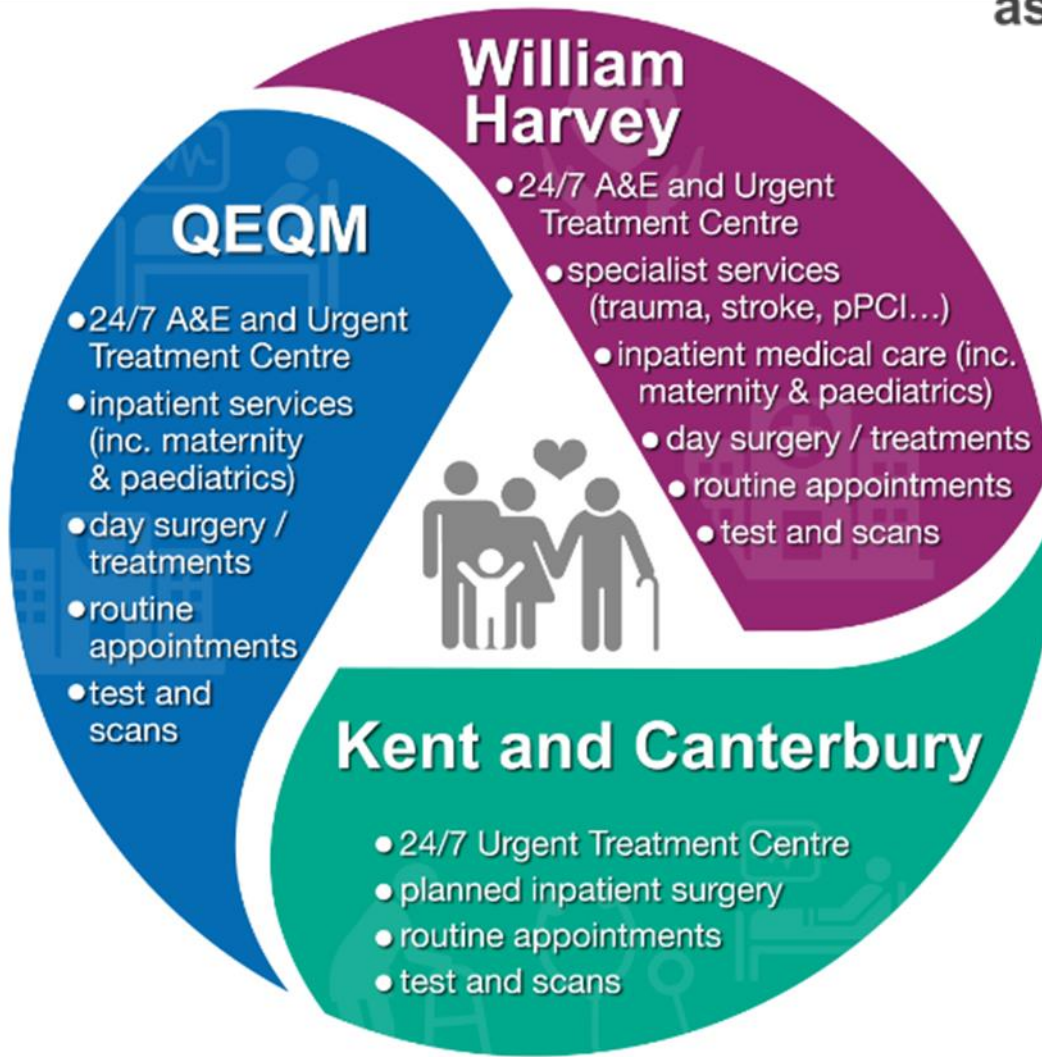 as
William
Harvey
•24/7 A&E and Urgent
Treatment Centre
•specialist services
(trauma, stroke, pPCI...)
•inpatient medical care (inc.
maternity & paediatrics)
•day surgery / treatments
•routine appointments
•test and scans
QEQM
•24/7 A&E and Urgent
Treatment Centre
•inpatient services
(inc. maternity
& paediatrics)
•day surgery /
treatments
•routine
appointments
•test and
scans
Kent and Canterbury
•24/7 Urgent Treatment Centre
•planned inpatient surgery
•routine appointments
•test and scans